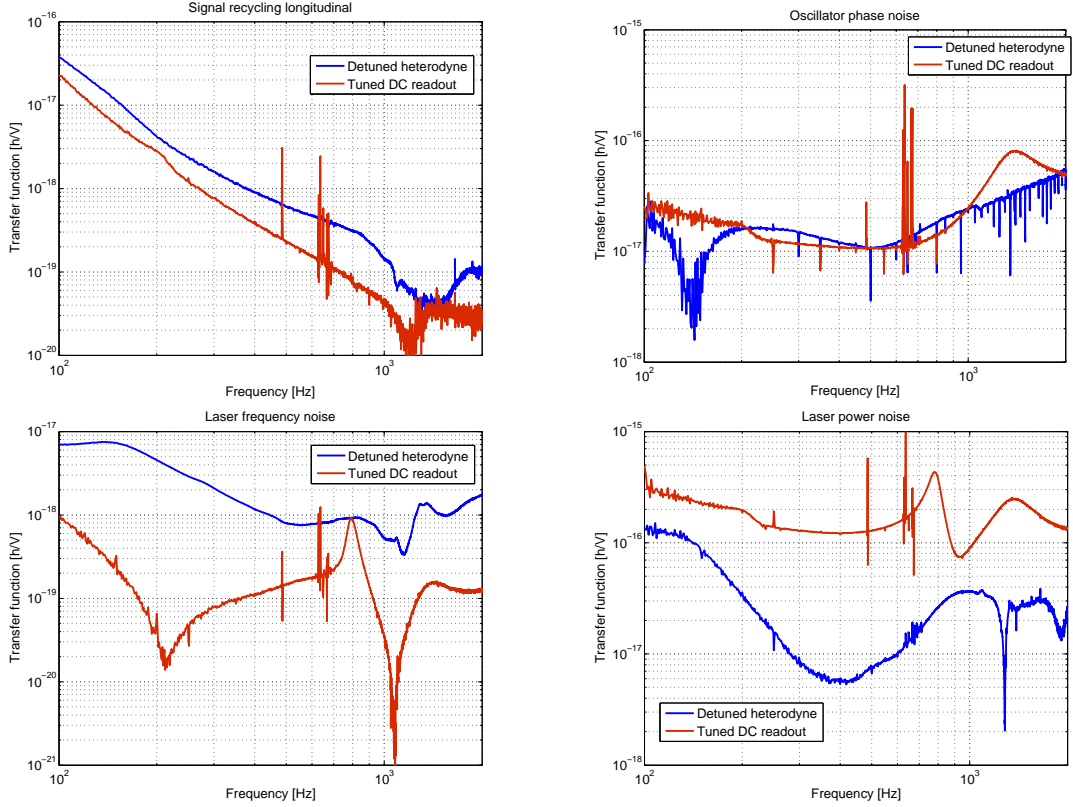 Signal recycling longitudinal
10^−16
10^−17
10^−18
10^−19
10^−20
Transfer function [h/V]
Detuned heterodyne
Tuned DC readout
10^2
10^3
Frequency [Hz]
Oscillator phase noise
10^−15
10^−16
10^−17
10^−18
Transfer function [h/V]
Detuned heterodyne
Tuned DC readout
10^2
10^3
Frequency [Hz]
Laser frequency noise
10^−17
10^−18
10^−19
10^−20
10^−21
Transfer function [h/V]
Detuned heterodyne
Tuned DC readout
10^2
10^3
Frequency [Hz]
Laser power noise
10^−15
10^−16
10^−17
10^−18
Transfer function [h/V]
Detuned heterodyne
Tuned DC readout
10^2
10^3
Frequency [Hz]